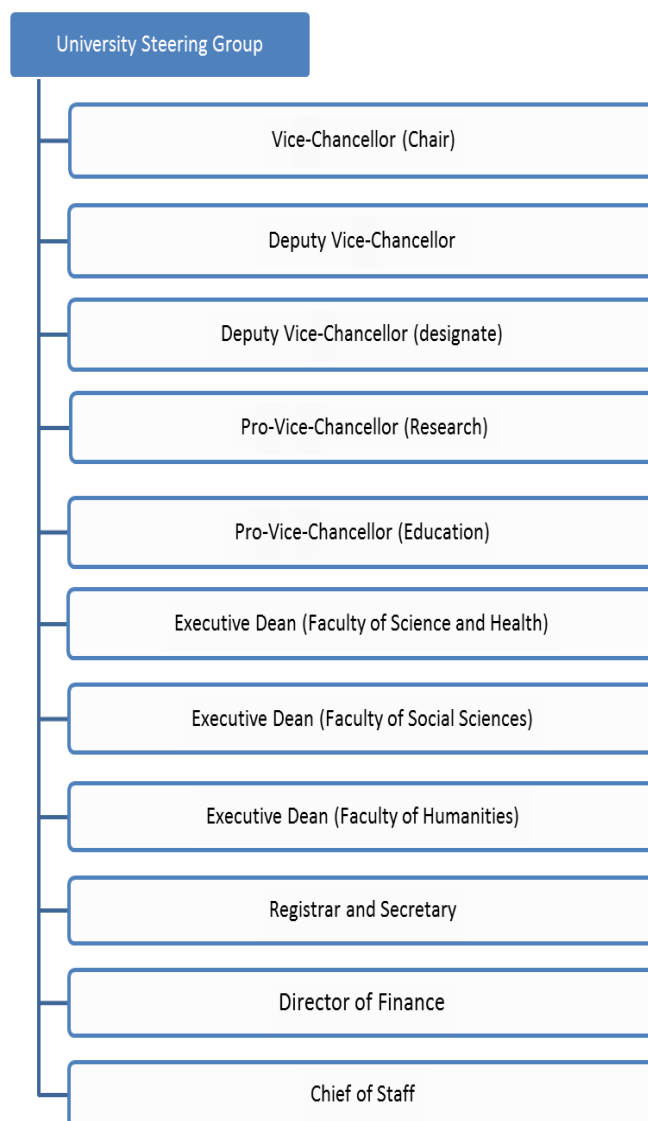 University Steering Group
Vice-Chancellor (Chair)
Deputy Vice-Chancellor
Deputy Vice-Chancellor (designate)
Pro-Vice-Chancellor (Research)
Pro-Vice-Chancellor (Education)
Executive Dean (Faculty of Science and Health)
Executive Dean (Faculty of Social Sciences)
Executive Dean (Faculty of Humanities)
Registrar and Secretary
Director of Finance
Chief of Staff